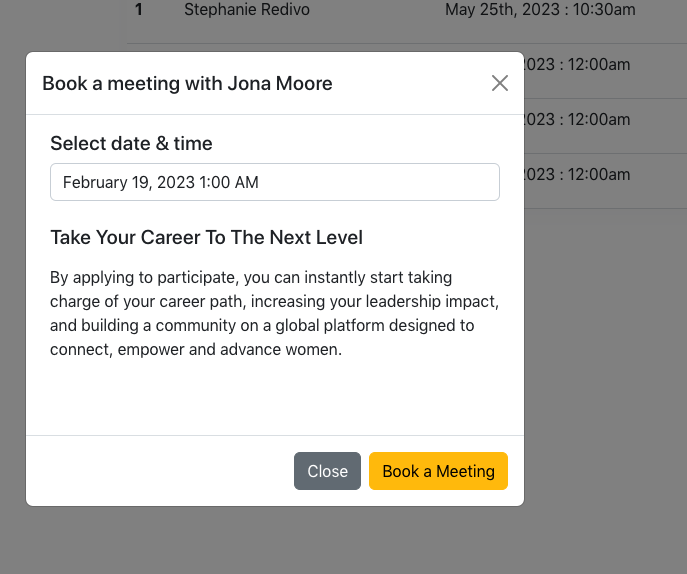 1 Stephanie Redivo May 25th, 2023 : 10:30am
2023 : 12:00am
Book a meeting with Jona Moore
Select date & time
2023 : 12:00am
2023 : 12:00am
February 19, 2023 1:00 AM
Take Your Career To The Next Level
By applying to participate, you can instantly start taking
charge of your career path, increasing your leadership impact,
and building a community on a global platform designed to
connect, empower and advance women.
Close Book a Meeting